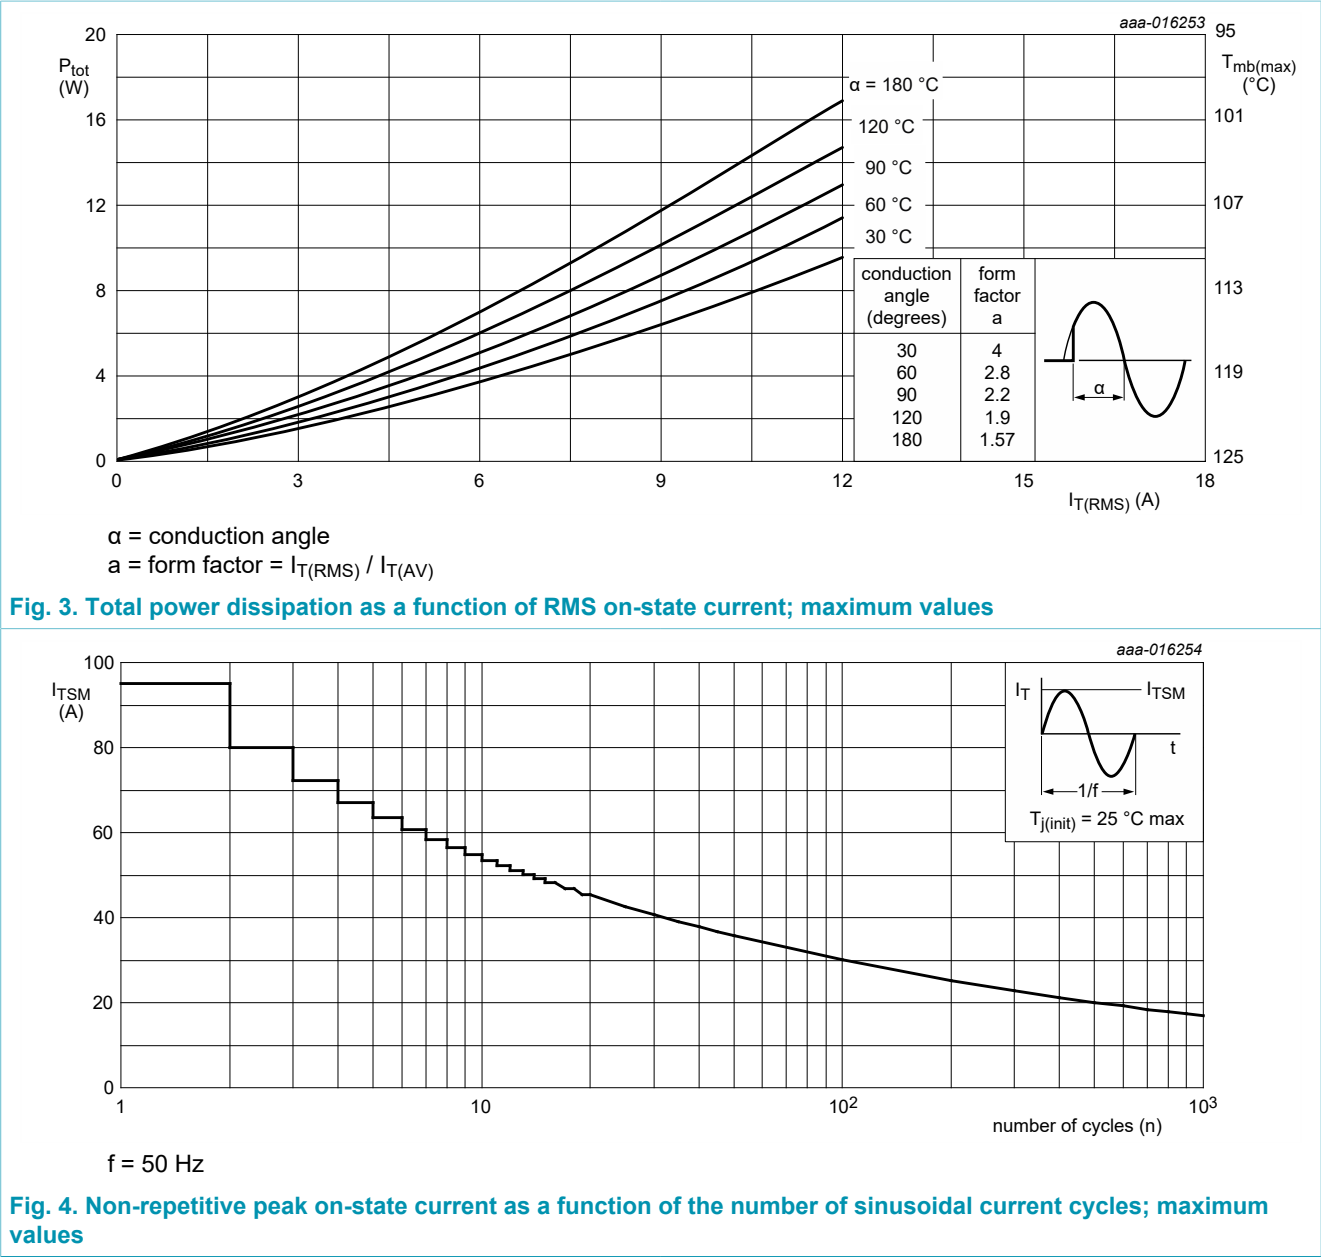 aaa-016253
20
95
Ptot
(W)
Tmb(max)
(°C)
α = 180 °C
16
101
120 °C
90 °C
12
107
60 °C
30 °C
conduction
angle
(degrees)
form
factor
a
8
113
30 4
60 2.8
90 2.2
120 1.9
180 1.57
α
4
119
0
125
0 3 6 9 12 15 18
IT(RMS) (A)
α = conduction angle
a = form factor = IT(RMS) / IT(AV)
Fig. 3. Total power dissipation as a function of RMS on-state current; maximum values
aaa-016254
100
ITSM
(A)
IT
ITSM
t
1/f
Tj(init) = 25 °C max
80
60
40
20
0
1 10 10² 10³
number of cycles (n)
f = 50 Hz
Fig. 4. Non-repetitive peak on-state current as a function of the number of sinusoidal current cycles; maximum
values